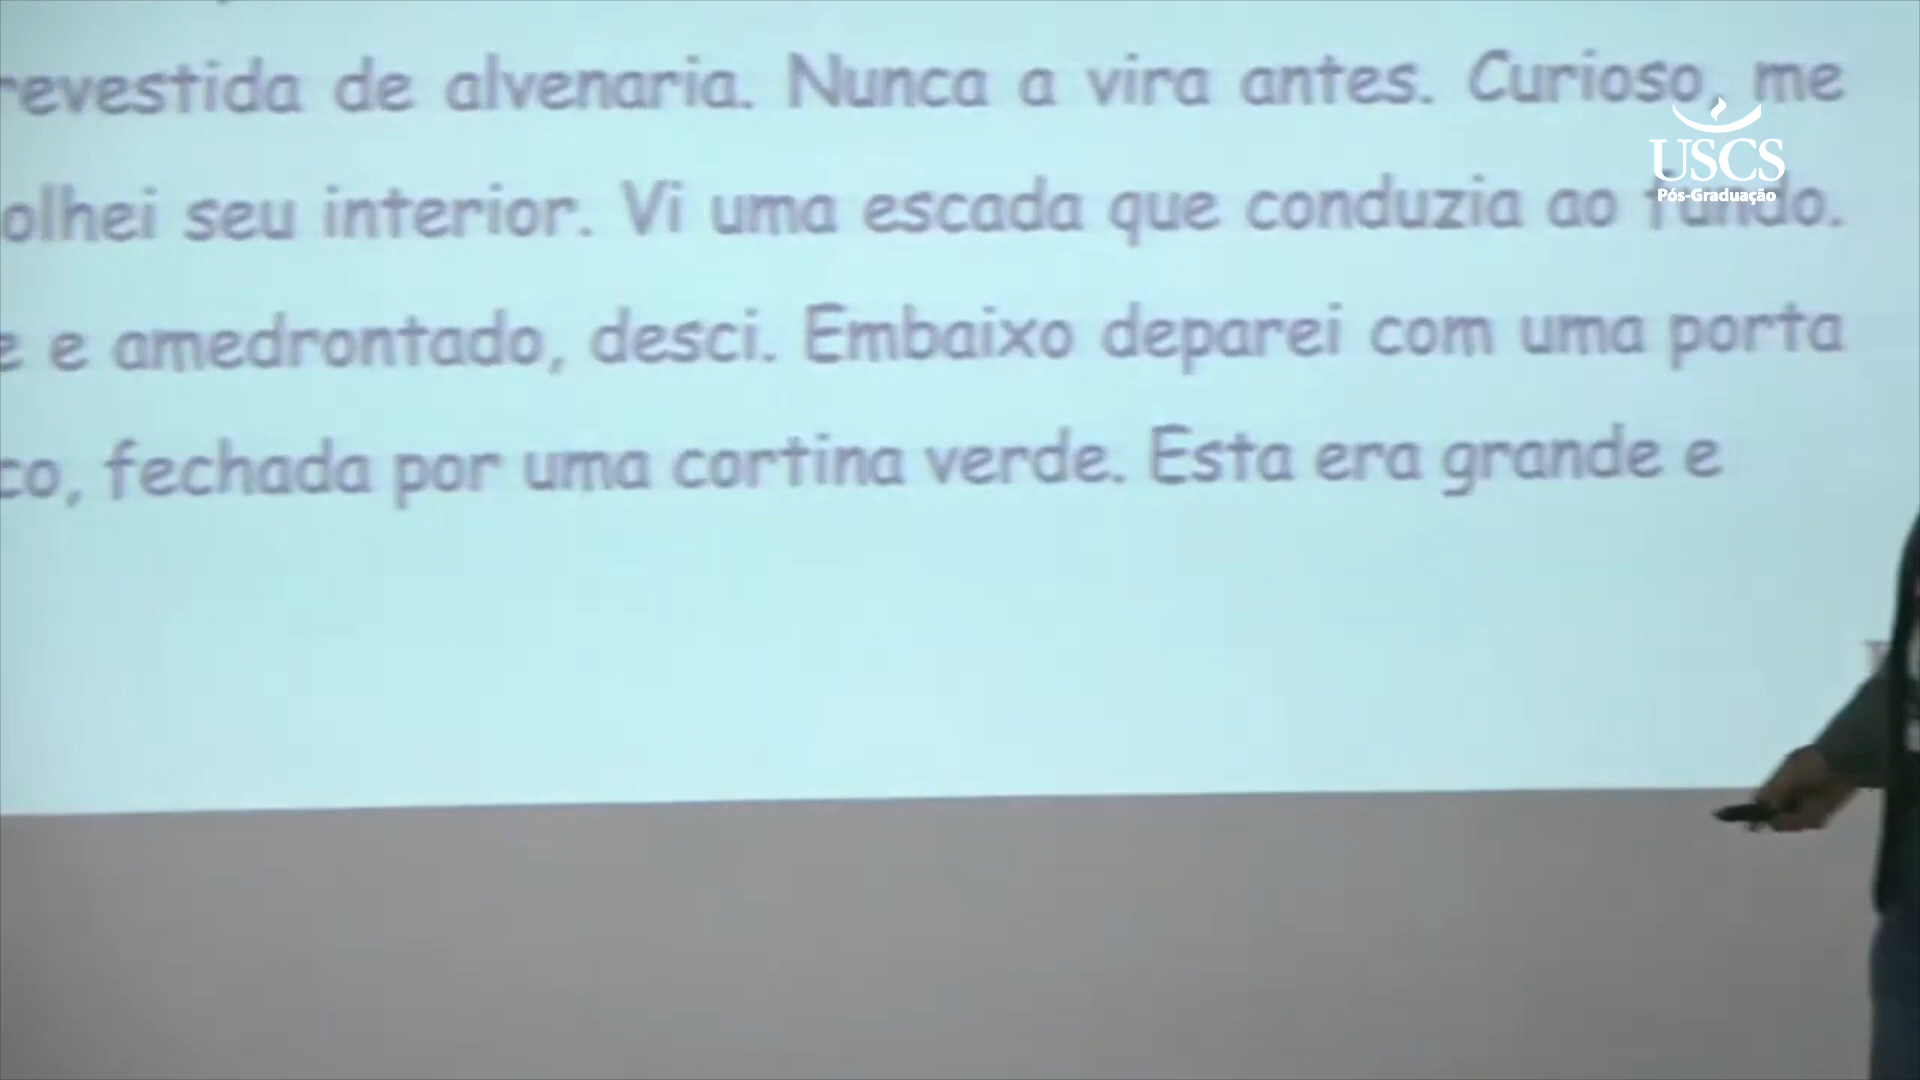 revestida de alvenaria. Nunca a vira antes. Curioso, me
olhei seu interior. Vi uma escada que conduzia ao fundo.
e e amedrontado, desci. Embaixo deparei com uma porta
co, fechada por uma cortina verde. Esta era grande e
USCS
Pós-Graduação